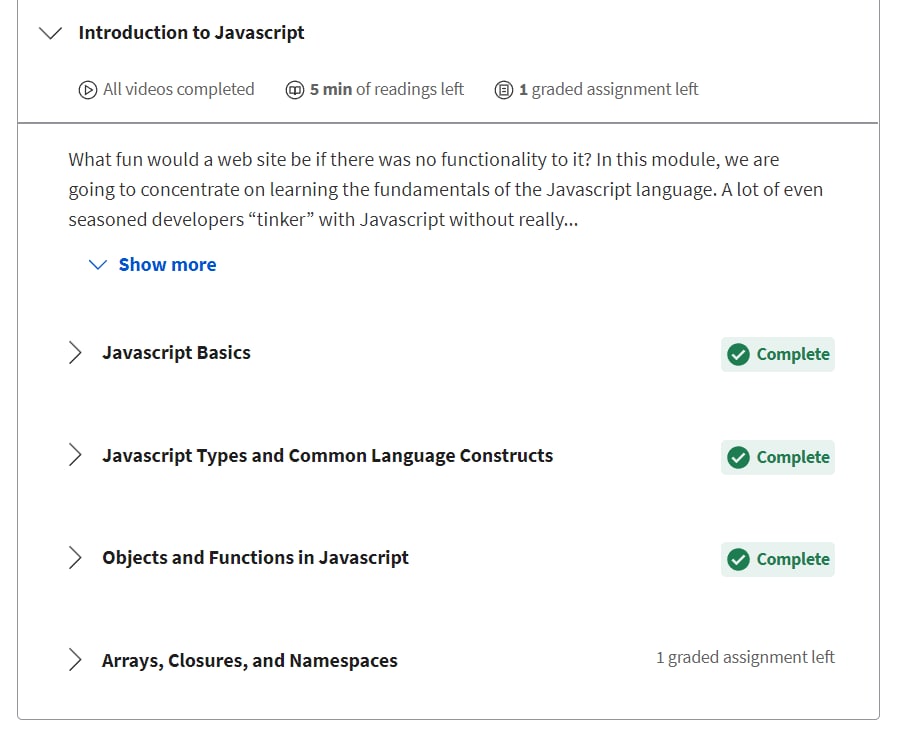 Introduction to Javascript
All videos completed 5 min of readings left 1 graded assignment left
What fun would a web site be if there was no functionality to it? In this module, we are
going to concentrate on learning the fundamentals of the Javascript language. A lot of even
seasoned developers “tinker” with Javascript without really...
Show more
Javascript Basics Complete
Javascript Types and Common Language Constructs Complete
Objects and Functions in Javascript Complete
Arrays, Closures, and Namespaces 1 graded assignment left